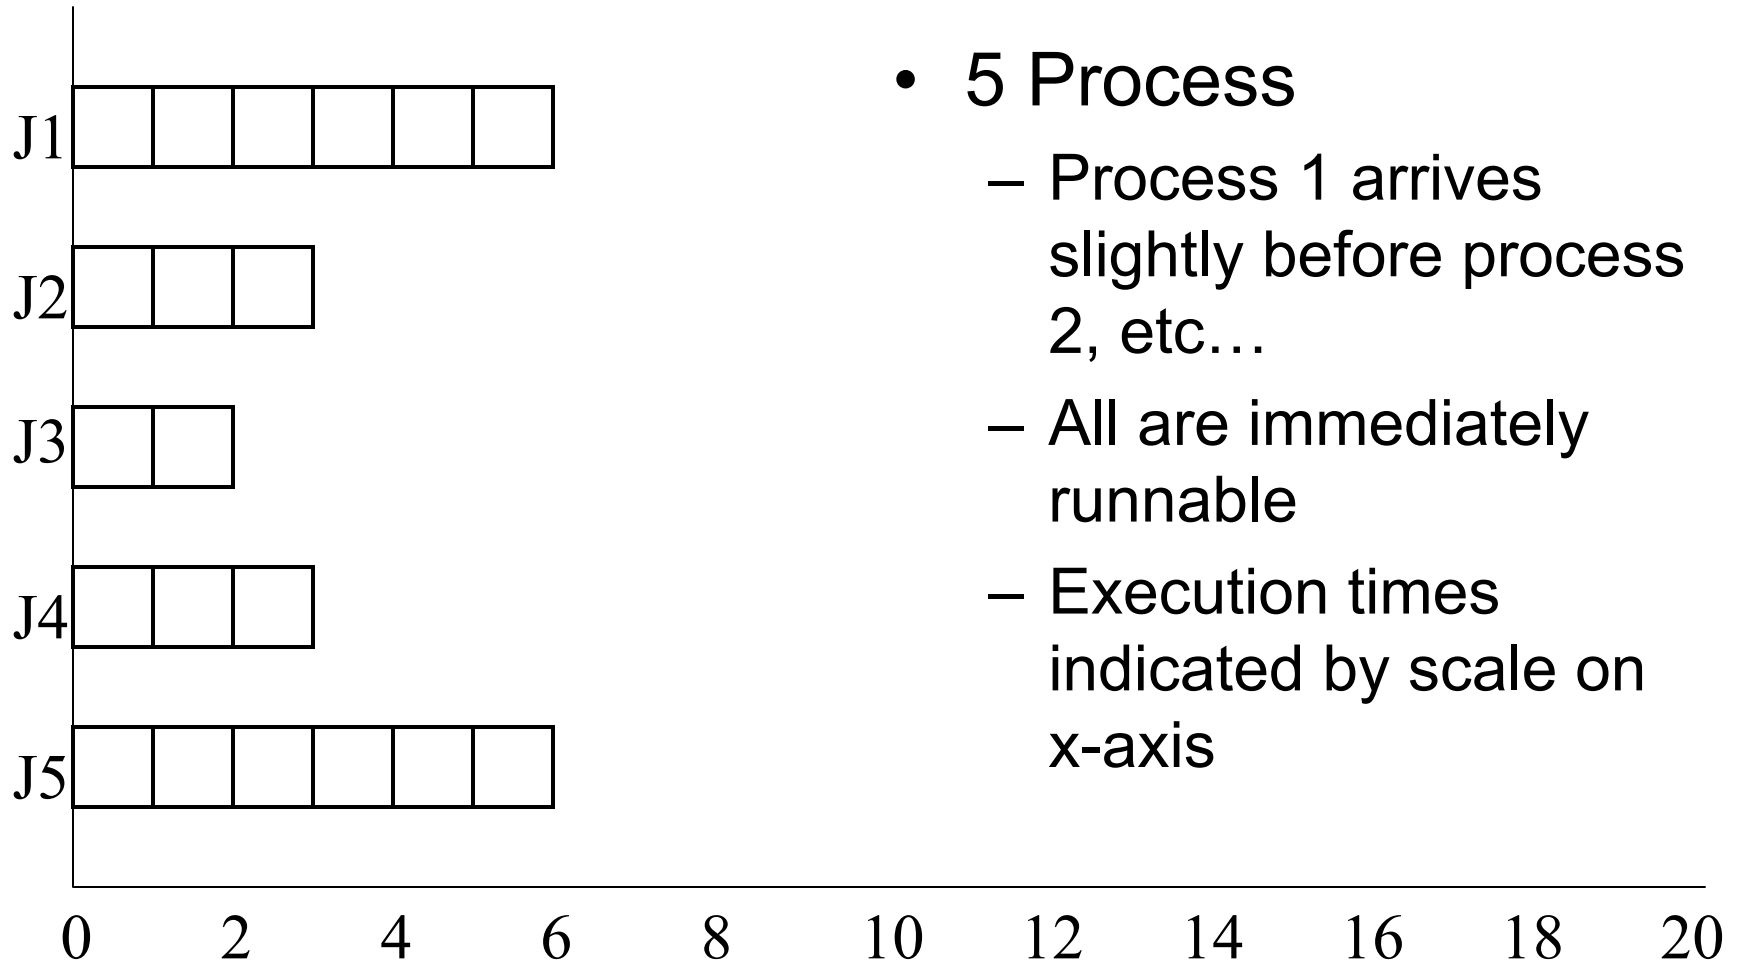 J1
J2
J3
J4
J5
0 2 4 6 8 10 12 14 16 18 20
• 5 Process
– Process 1 arrives
slightly before process
2, etc…
– All are immediately
runnable
– Execution times
indicated by scale on
x-axis